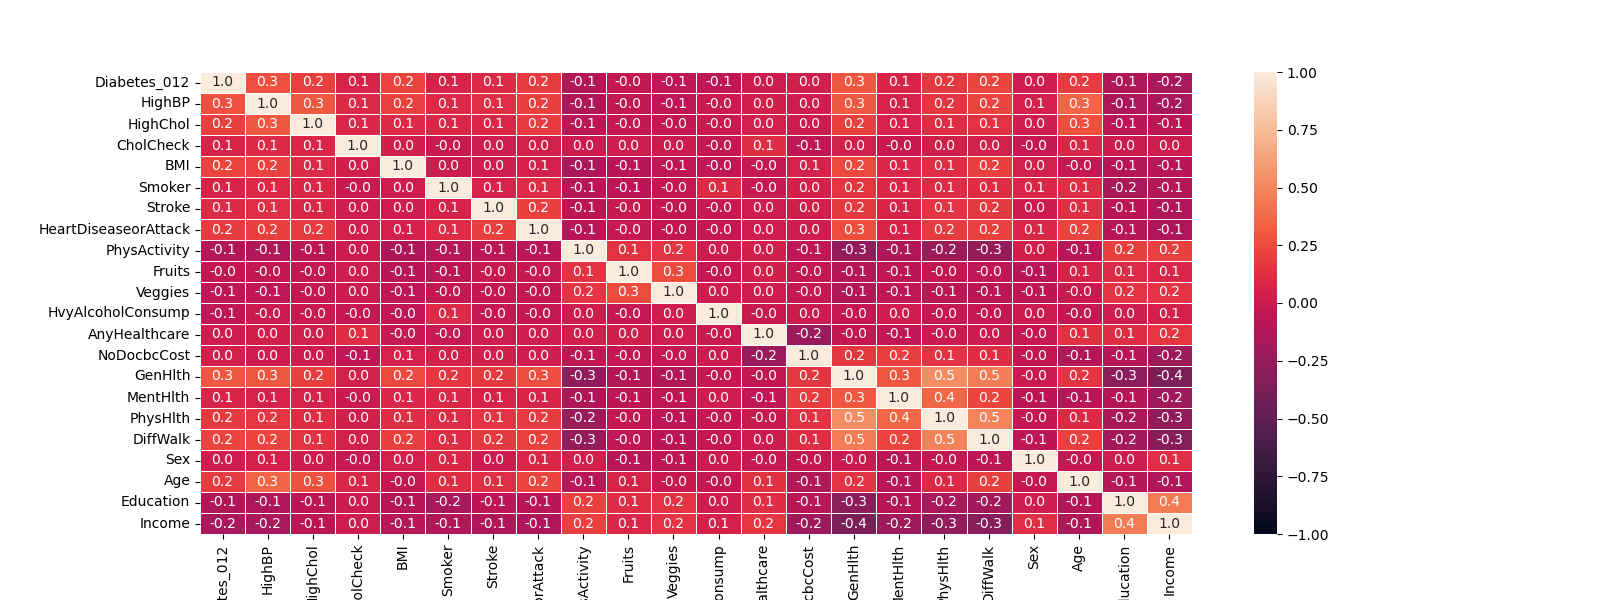 Diabetes_012 1.0 0.3 0.2 0.1 0.2 0.1 0.1 0.2 -0.1 -0.0 -0.1 -0.1 0.0 0.0 0.3 0.1 0.2 0.2 0.0 0.2 -0.1 -0.2
HighBP 0.3 1.0 0.3 0.1 0.2 0.1 0.1 0.2 -0.1 -0.0 -0.1 -0.0 0.0 0.0 0.3 0.1 0.2 0.2 0.1 0.3 -0.1 -0.2
HighChol 0.2 0.3 1.0 0.1 0.1 0.1 0.1 0.2 -0.1 -0.0 -0.0 -0.0 0.0 0.0 0.2 0.1 0.1 0.1 0.0 0.3 -0.1 -0.1
CholCheck 0.1 0.1 0.1 1.0 0.0 -0.0 0.0 0.0 0.0 0.0 0.0 -0.0 0.1 -0.1 0.0 -0.0 0.0 0.0 -0.0 0.1 0.0 0.0
BMI 0.2 0.2 0.1 0.0 1.0 0.0 0.0 0.1 -0.1 -0.1 -0.1 -0.0 -0.0 0.1 0.2 0.1 0.1 0.2 0.0 -0.0 -0.1 -0.1
Smoker 0.1 0.1 0.1 -0.0 0.0 1.0 0.1 0.1 -0.1 -0.1 -0.0 0.1 -0.0 0.0 0.2 0.1 0.1 0.1 0.1 0.1 -0.2 -0.1
Stroke 0.1 0.1 0.1 0.0 0.0 0.1 1.0 0.2 -0.1 -0.0 -0.0 -0.0 0.0 0.0 0.2 0.1 0.1 0.2 0.0 0.1 -0.1 -0.1
HeartDiseaseorAttack 0.2 0.2 0.2 0.0 0.1 0.1 0.2 1.0 -0.1 -0.0 -0.0 -0.0 0.0 0.0 0.3 0.1 0.2 0.2 0.1 0.2 -0.1 -0.1
PhysActivity -0.1 -0.1 -0.1 0.0 -0.1 -0.1 -0.1 -0.1 1.0 0.1 0.2 0.0 0.0 -0.1 -0.3 -0.1 -0.2 -0.3 0.0 -0.1 0.2 0.2
Fruits -0.0 -0.0 -0.0 0.0 -0.1 -0.1 -0.0 -0.0 0.1 1.0 0.3 -0.0 0.0 -0.0 -0.1 -0.1 -0.0 -0.0 -0.1 0.1 0.1 0.1
Veggies -0.1 -0.1 -0.0 0.0 -0.1 -0.0 -0.0 -0.0 0.2 0.3 1.0 0.0 0.0 -0.0 -0.1 -0.1 -0.1 -0.1 -0.1 -0.0 0.2 0.2
HvyAlcoholConsump -0.1 -0.0 -0.0 -0.0 -0.0 0.1 -0.0 -0.0 0.0 -0.0 0.0 1.0 -0.0 0.0 -0.0 0.0 -0.0 -0.0 0.0 -0.0 0.0 0.1
AnyHealthcare 0.0 0.0 0.0 0.1 -0.0 -0.0 0.0 0.0 0.0 0.0 0.0 -0.0 1.0 -0.2 -0.0 -0.1 -0.0 0.0 -0.0 0.1 0.1 0.2
NoDocbcCost 0.0 0.0 0.0 -0.1 0.1 0.0 0.0 0.0 -0.1 -0.0 -0.0 0.0 -0.2 1.0 0.2 0.2 0.1 0.1 -0.0 -0.1 -0.1 -0.2
GenHlth 0.3 0.3 0.2 0.0 0.2 0.2 0.2 0.3 -0.3 -0.1 -0.1 -0.0 -0.0 0.2 1.0 0.3 0.5 0.5 -0.0 0.2 -0.3 -0.4
MentHlth 0.1 0.1 0.1 -0.0 0.1 0.1 0.1 0.1 -0.1 -0.1 -0.1 0.0 -0.1 0.2 0.3 1.0 0.4 0.2 -0.1 -0.1 -0.1 -0.2
PhysHlth 0.2 0.2 0.1 0.0 0.1 0.1 0.1 0.2 -0.2 -0.0 -0.1 -0.0 -0.0 0.1 0.5 0.4 1.0 0.5 -0.0 0.1 -0.2 -0.3
DiffWalk 0.2 0.2 0.1 0.0 0.2 0.1 0.2 0.2 -0.3 -0.0 -0.1 -0.0 0.0 0.1 0.5 0.2 0.5 1.0 -0.1 0.2 -0.2 -0.3
Sex 0.0 0.1 0.0 -0.0 0.0 0.1 0.0 0.1 0.0 -0.1 -0.1 0.0 -0.0 -0.0 -0.0 -0.1 -0.0 -0.1 1.0 -0.0 0.0 0.1
Age 0.2 0.3 0.3 0.1 -0.0 0.1 0.1 0.2 -0.1 0.1 -0.0 -0.0 0.1 -0.1 0.2 -0.1 0.1 0.2 -0.0 1.0 -0.1 -0.1
Education -0.1 -0.1 -0.1 0.0 -0.1 -0.2 -0.1 -0.1 0.2 0.1 0.2 0.0 0.1 -0.1 -0.3 -0.1 -0.2 -0.2 0.0 -0.1 1.0 0.4
Income -0.2 -0.2 -0.1 0.0 -0.1 -0.1 -0.1 -0.1 0.2 0.1 0.2 0.1 0.2 -0.2 -0.4 -0.2 -0.3 -0.3 0.1 -0.1 0.4 1.0
tes_012
HighBP
ighChol
olCheck
BMI
Smoker
Stroke
rAttack
Activity
Fruits
Veggies
onsump
althcare
cbcCost
GenHlth
entHlth
hysHlth
DiffWalk
Sex
Age
ucation
Income
1.00
0.75
0.50
0.25
0.00
−0.25
−0.50
−0.75
−1.00